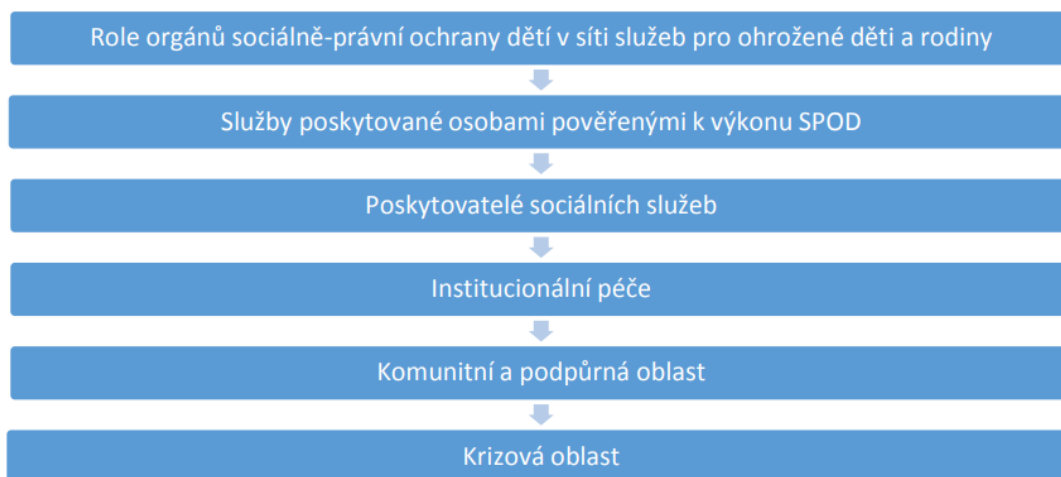 Role orgánů sociálně-právní ochrany dětí v síti služeb pro ohrožené děti a rodiny
Služby poskytované osobami pověřenými k výkonu SPOD
Poskytovatelé sociálních služeb
Institucionální péče
Komunitní a podpůrná oblast
Krizová oblast